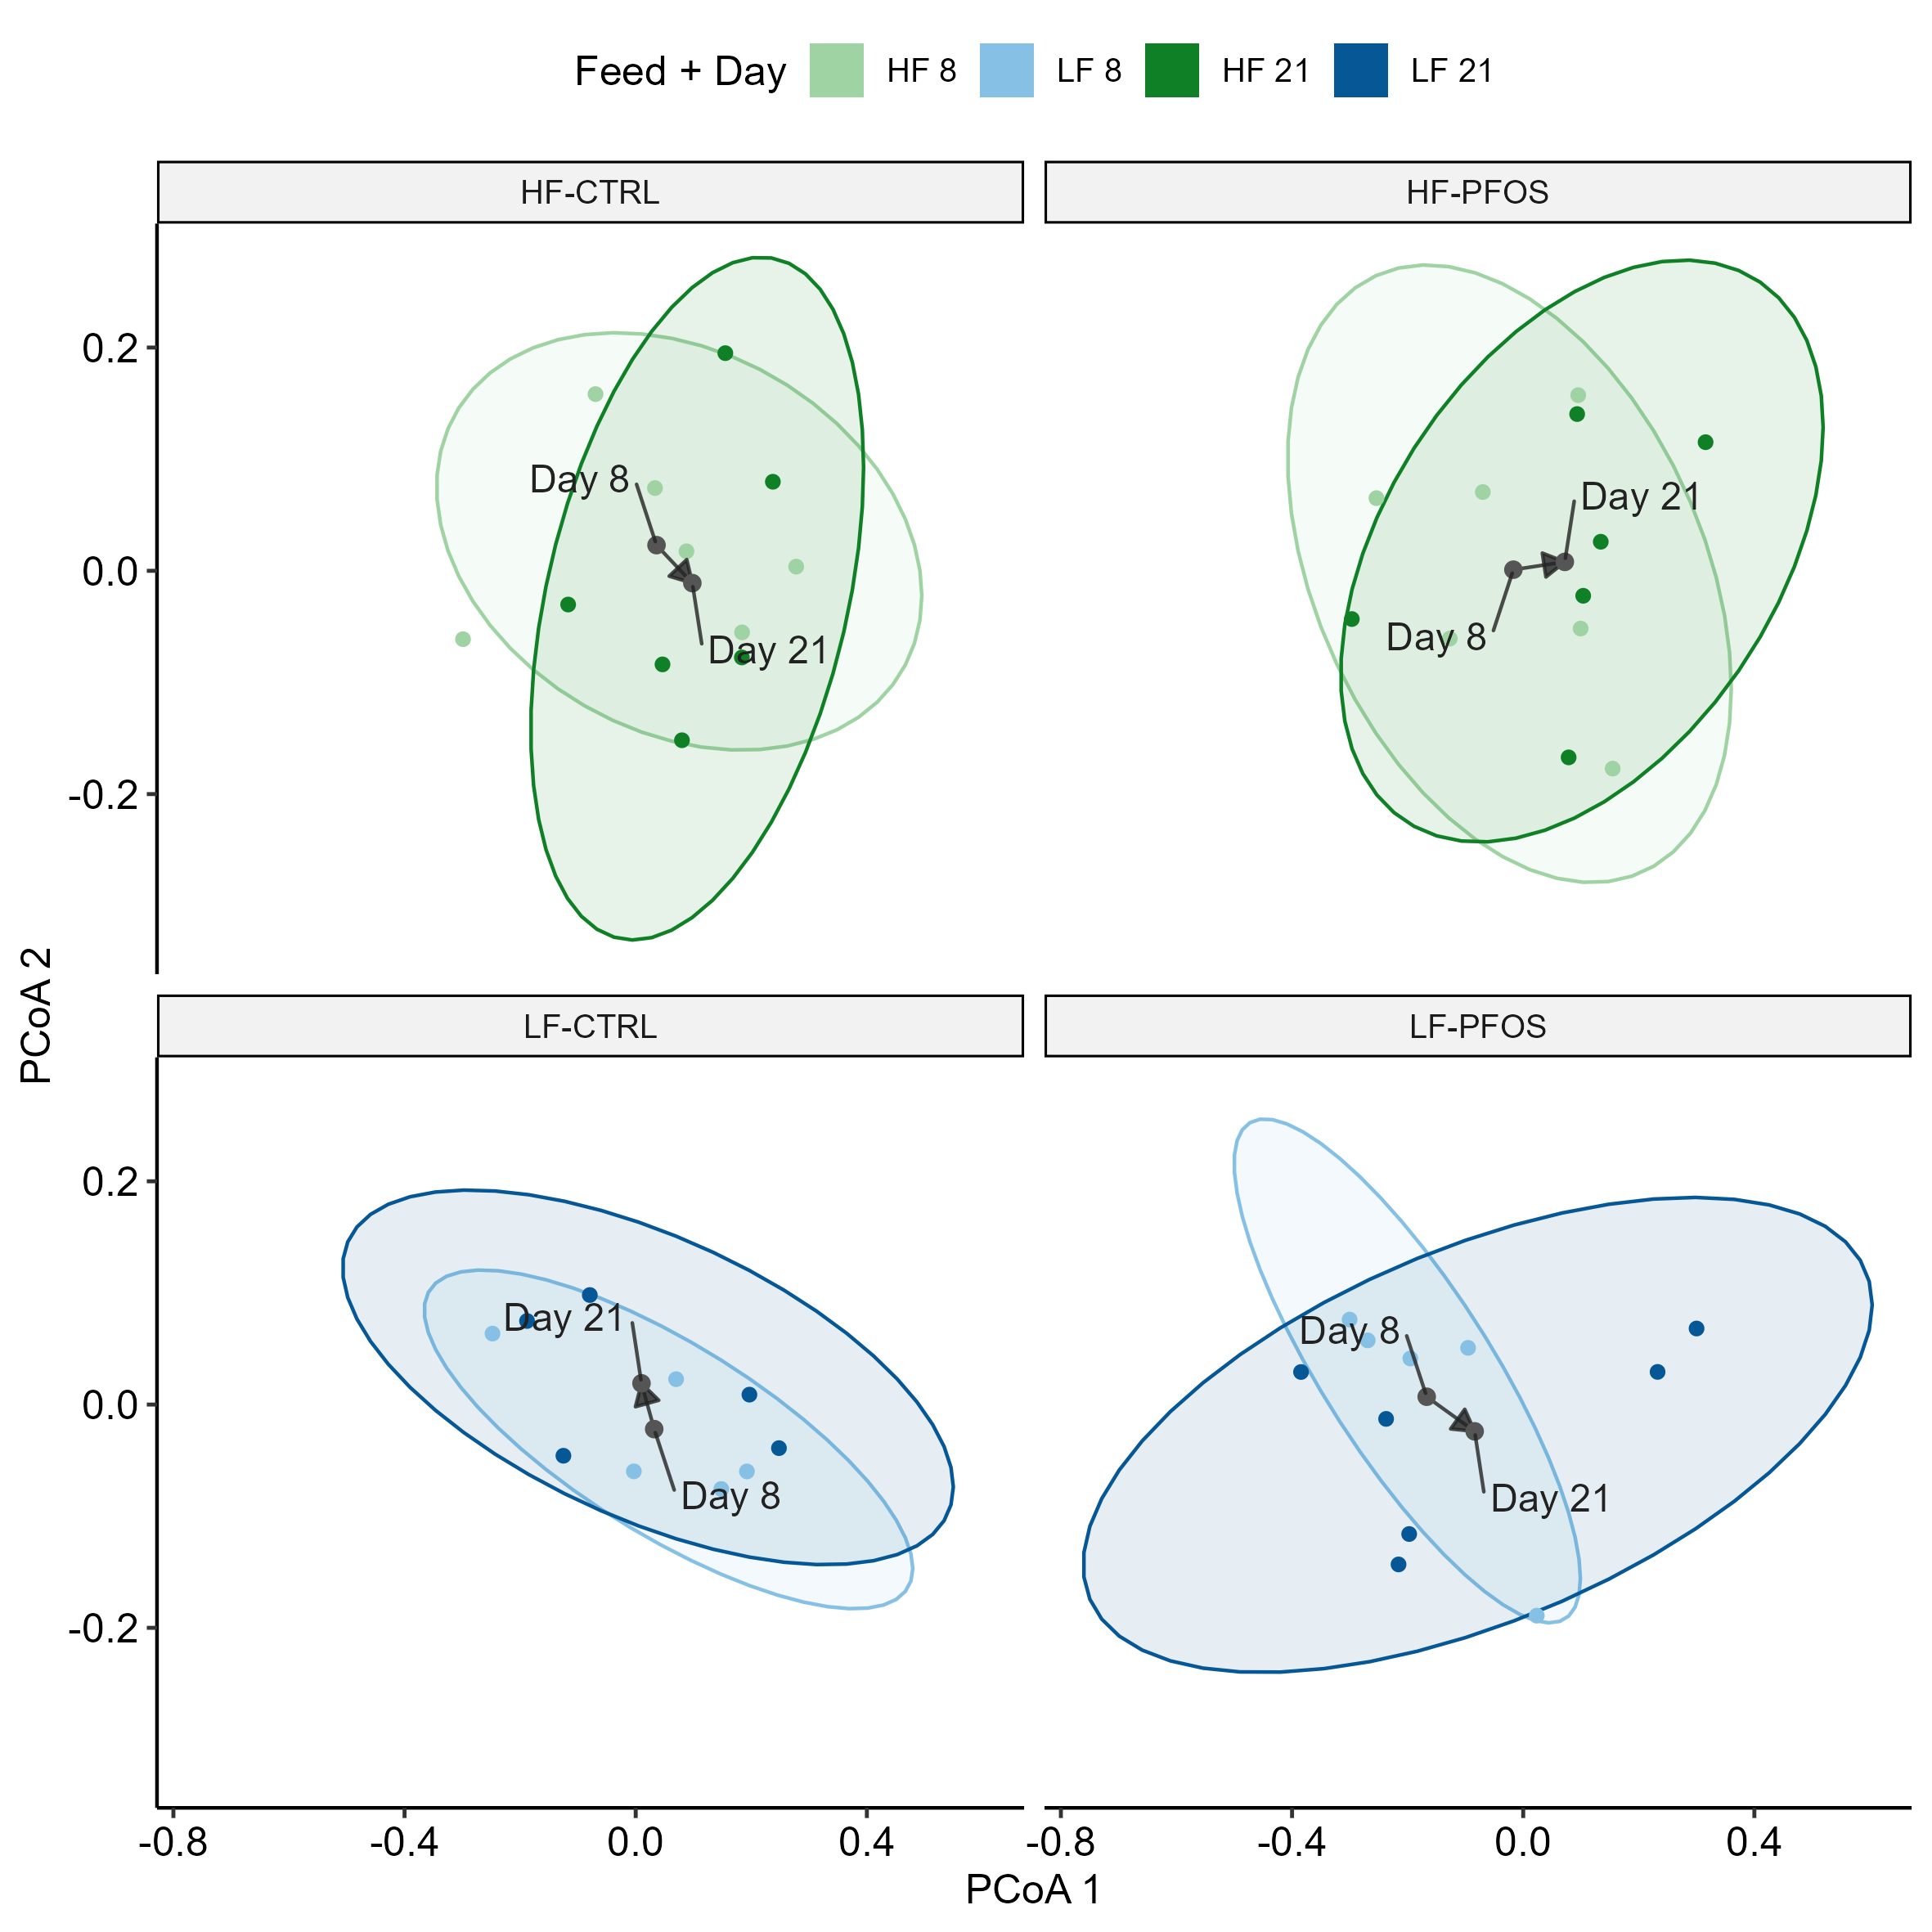 Feed + Day HF 8 LF 8 HF 21 LF 21
HF-CTRL HF-PFOS
0.2
0.0
-0.2
Day 8
Day 21
Day 21
Day 8
PCoA 2
LF-CTRL LF-PFOS
0.2
0.0
-0.2
Day 21
Day 8
Day 8
Day 21
-0.8 -0.4 0.0 0.4 -0.8 -0.4 0.0 0.4
PCoA 1